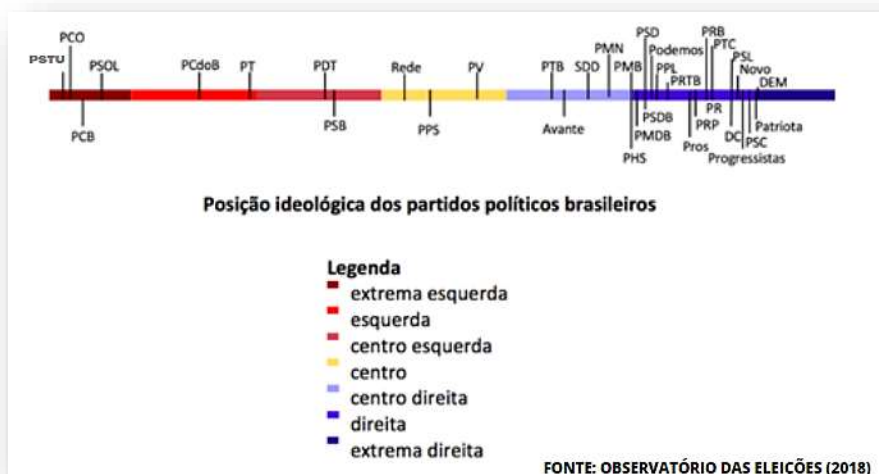 PCO
PSTU
PSOL
PCdoB
PT
PDT
Rede
PV
PTB
SDD
PMN
PMB
PSD
Podemos
PPL
PRTB
PRB
PTC
PSL
Novo
DEM
PCB
PSB
PPS
Avante
PHS
PMDB
PSDB
Pros
PRP
PR
DC
Progressistas
PSC
Patriota
Posição ideológica dos partidos políticos brasileiros
Legenda
extrema esquerda
esquerda
centro esquerda
centro
centro direita
direita
extrema direita
FONTE: OBSERVATÓRIO DAS ELEICÕES (2018)